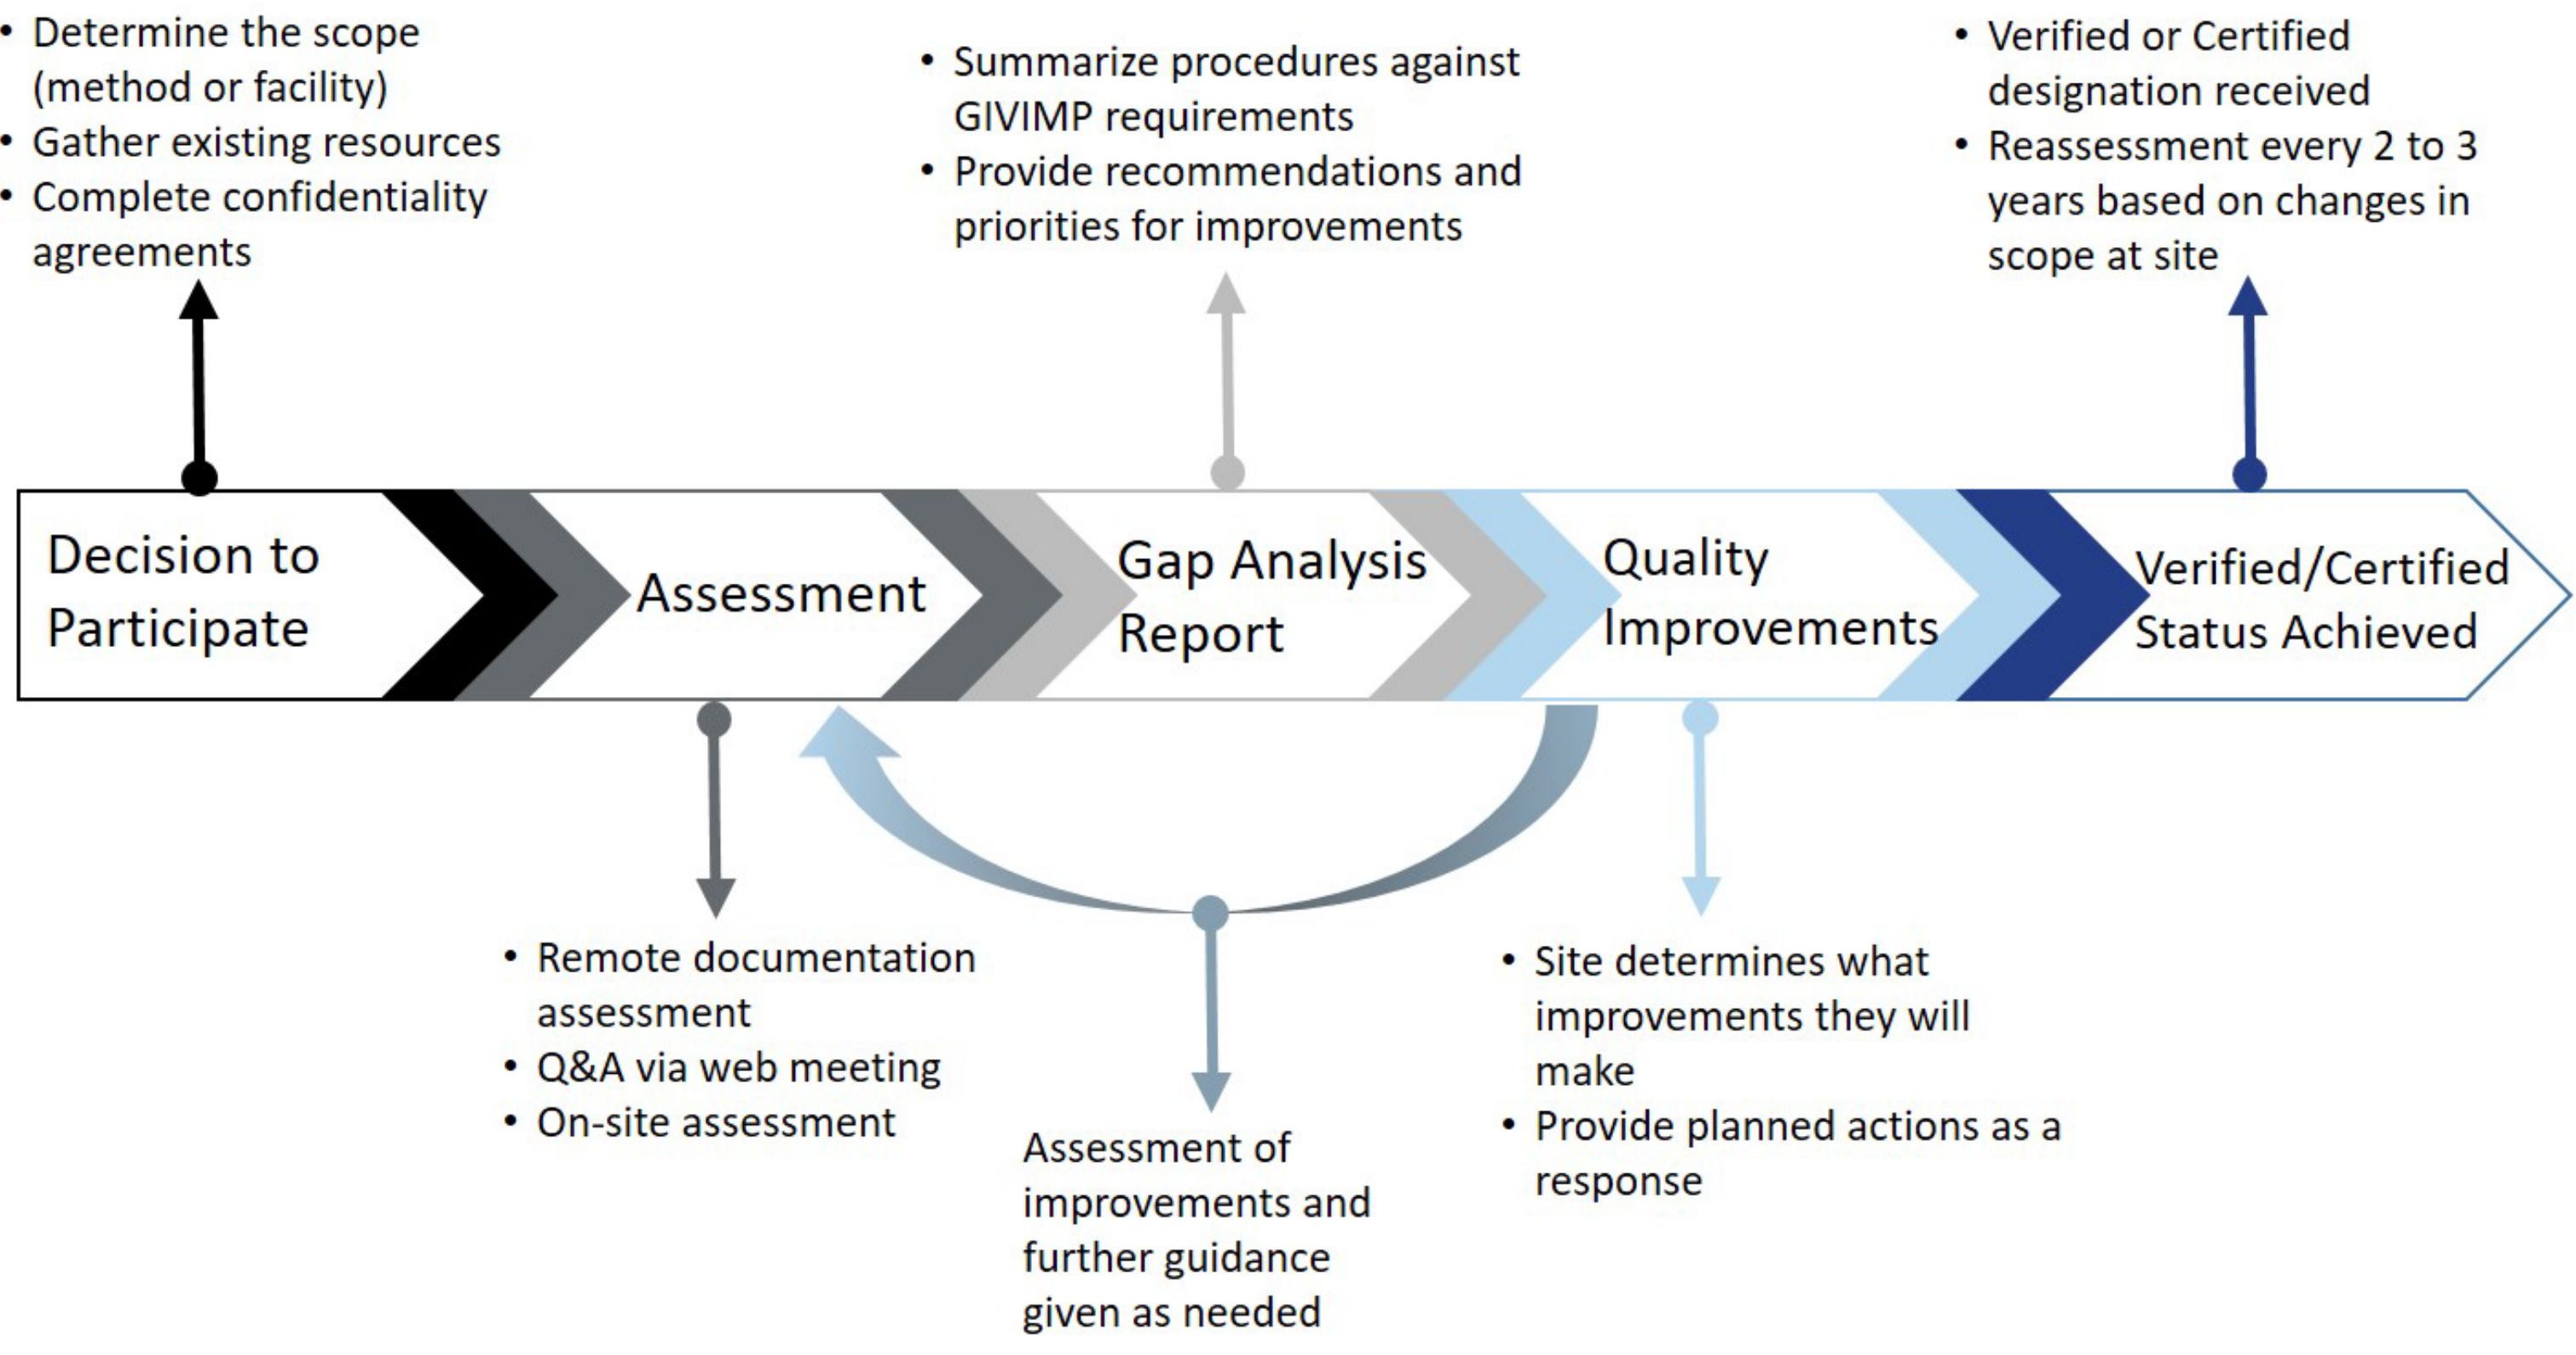 • Determine the scope
(method or facility)
• Gather existing resources
• Complete confidentiality
agreements
• Summarize procedures against
GIVIMP requirements
• Provide recommendations and
priorities for improvements
• Verified or Certified
designation received
• Reassessment every 2 to 3
years based on changes in
scope at site
Decision to
Participate
Assessment
Gap Analysis
Report
Quality
Improvements
Verified/Certified
Status Achieved
• Remote documentation
assessment
• Q&A via web meeting
• On-site assessment
Assessment of
improvements and
further guidance
given as needed
• Site determines what
improvements they will
make
• Provide planned actions as a
response